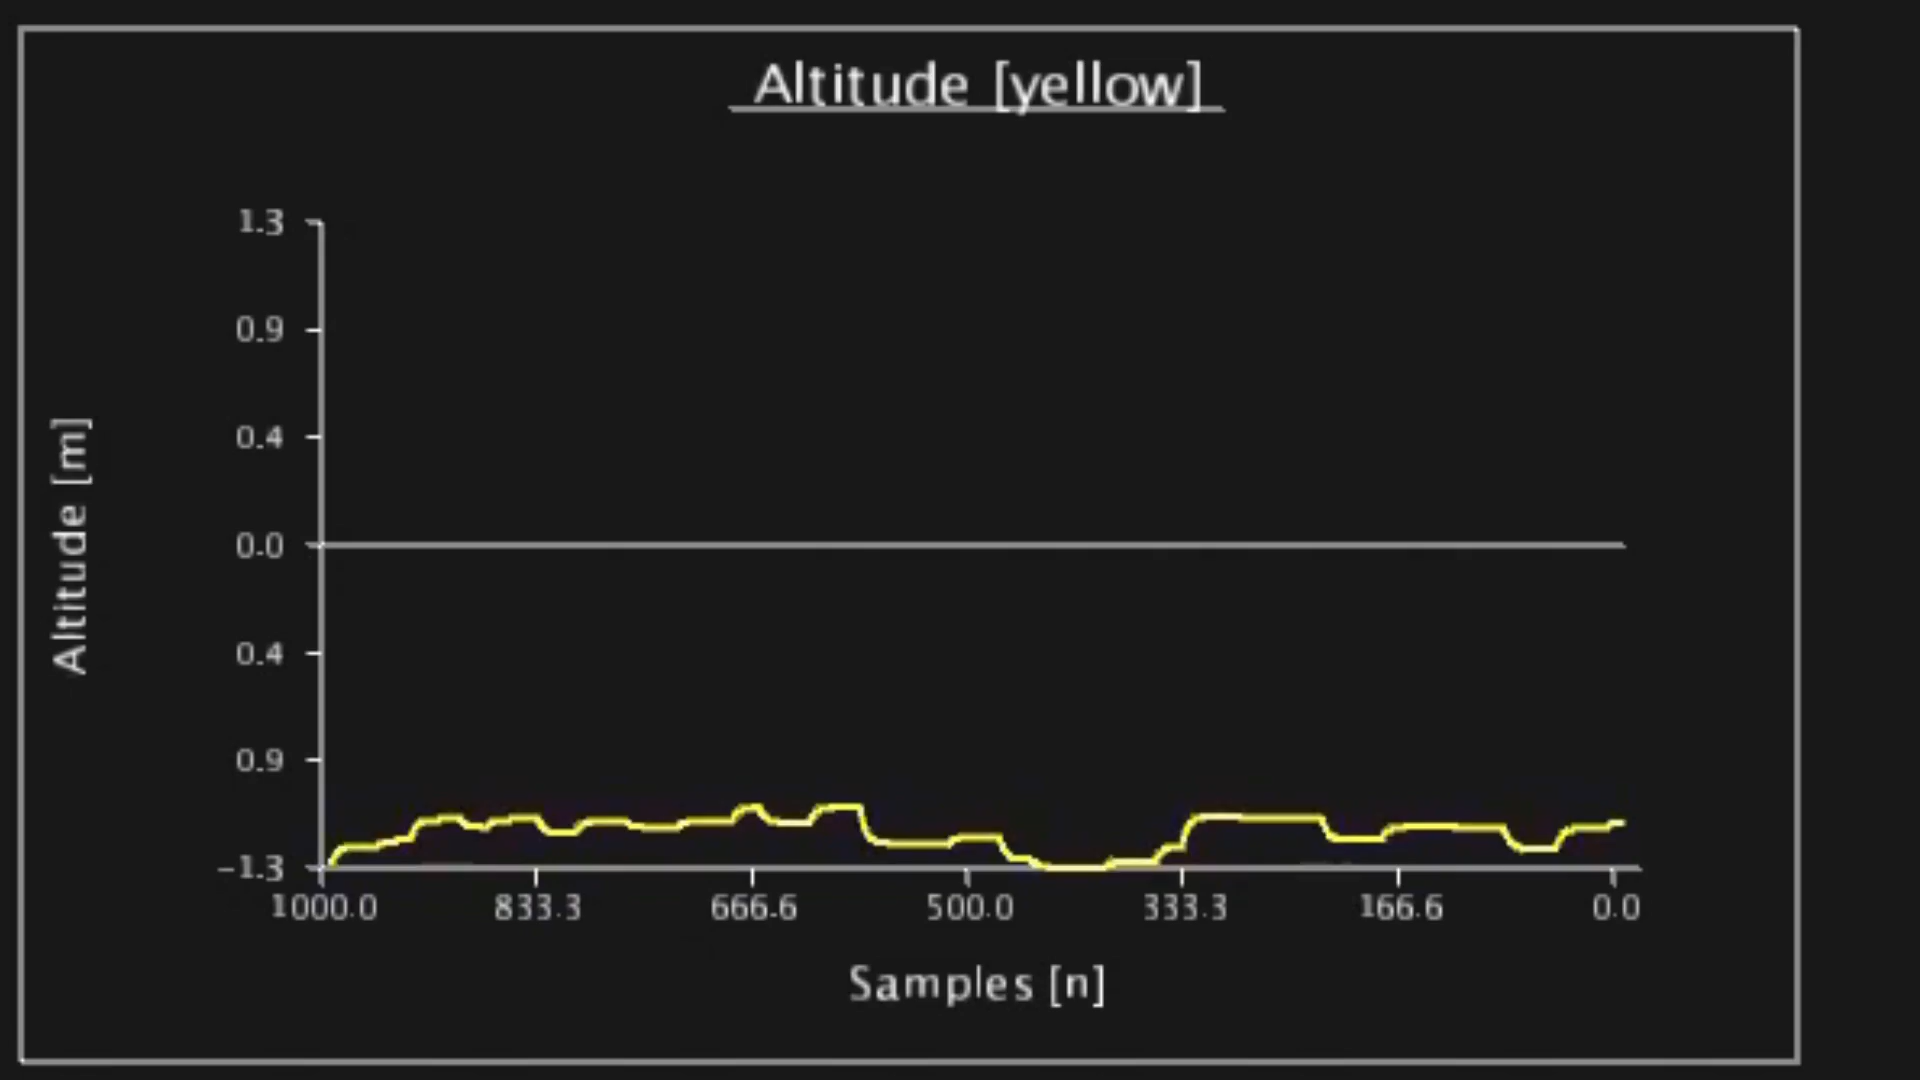 Altitude [yellow]
1.3
0.9
0.4
Altitude [m]
0.0
0.4
0.9
-1.3
1000.0 833.3 666.6 500.0 333.3 166.6 0.0
Samples [n]